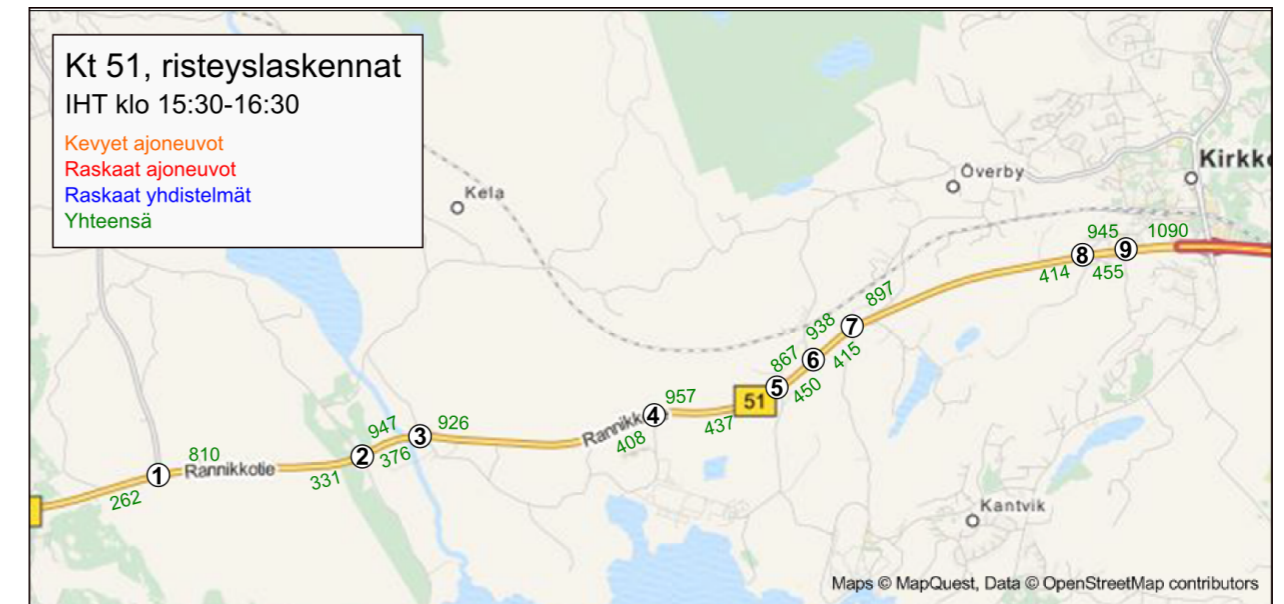 Kt 51, risteyslaskennat
IHT klo 15:30-16:30
Kevyet ajoneuvot
Raskaat ajoneuvot
Raskaat yhdistelmät
Yhteensä
Kela
Överby
Kirkk
945
1090
8
9
414
455
897
938
7
867
6
415
5
450
957
51
4
437
Rannikk
408
947
926
3
2
376
810
1
Rannikkotie
331
262
Kantvik
Maps © MapQuest, Data © OpenStreetMap contributors